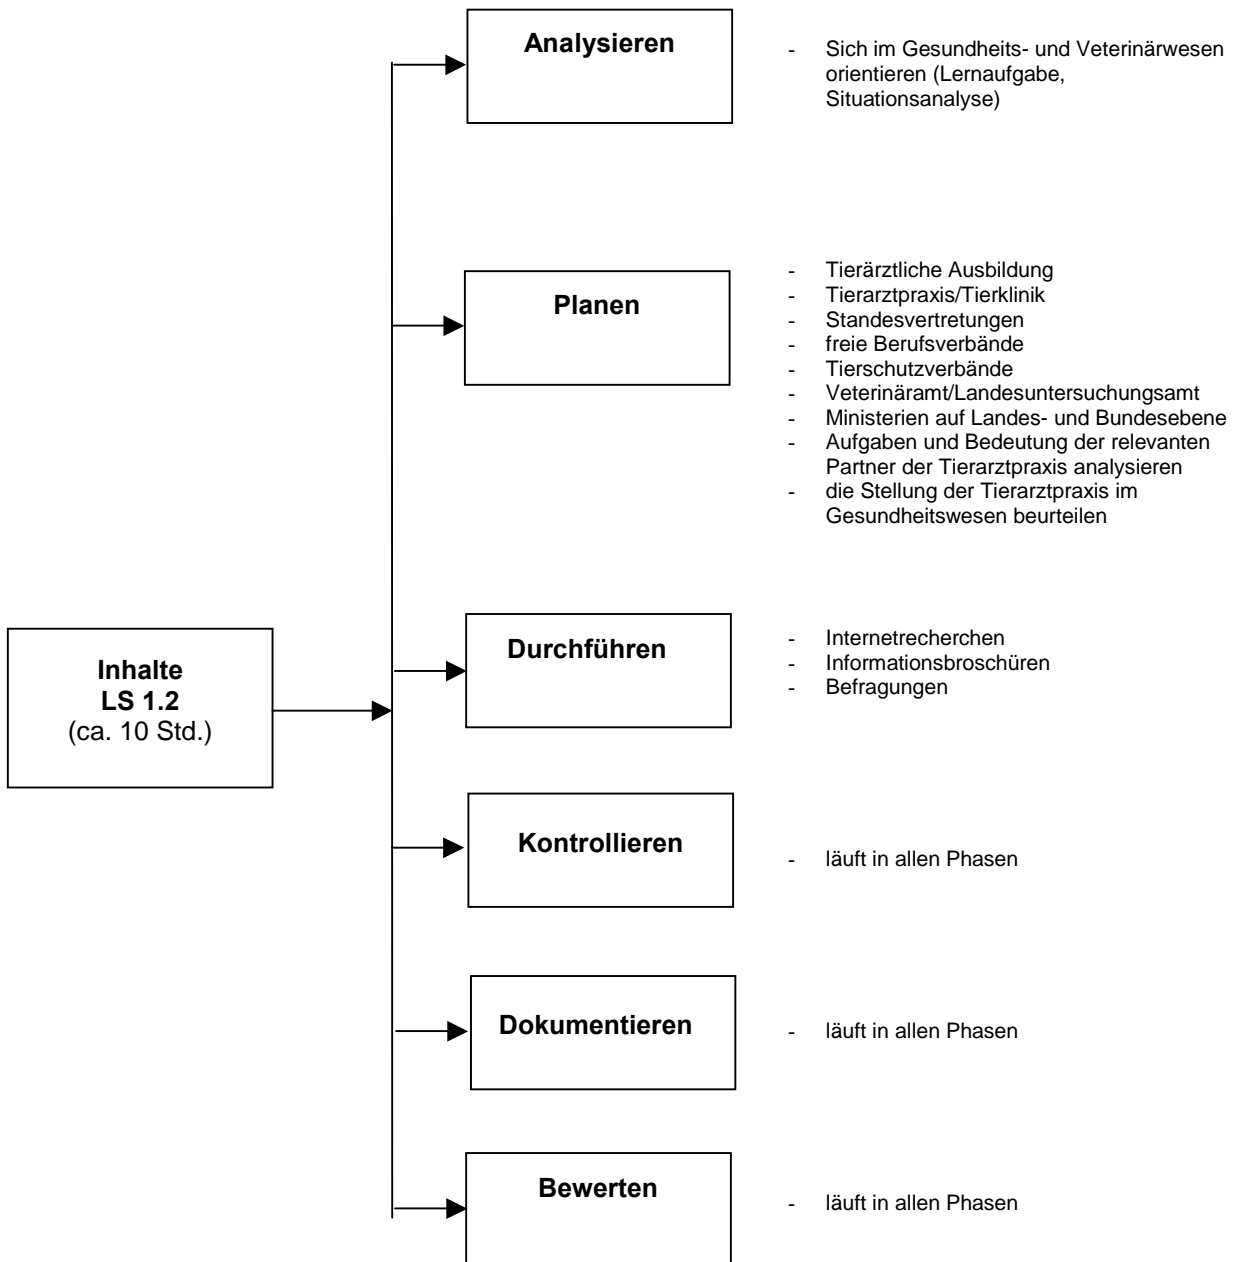 Analysieren
- Sich im Gesundheits- und Veterinärwesen
orientieren (Lernaufgabe,
Situationsanalyse)
Planen
- Tierärztliche Ausbildung
- Tierarztpraxis/Tierklinik
- Standesvertretungen
- freie Berufsverbände
- Tierschutzverbände
- Veterinäramt/Landesuntersuchungsamt
- Ministerien auf Landes- und Bundesebene
- Aufgaben und Bedeutung der relevanten
Partner der Tierarztpraxis analysieren
- die Stellung der Tierarztpraxis im
Gesundheitswesen beurteilen
Inhalte
LS 1.2
(ca. 10 Std.)
Durchführen
- Internetrecherchen
- Informationsbroschüren
- Befragungen
Kontrollieren
- läuft in allen Phasen
Dokumentieren
- läuft in allen Phasen
Bewerten
- läuft in allen Phasen